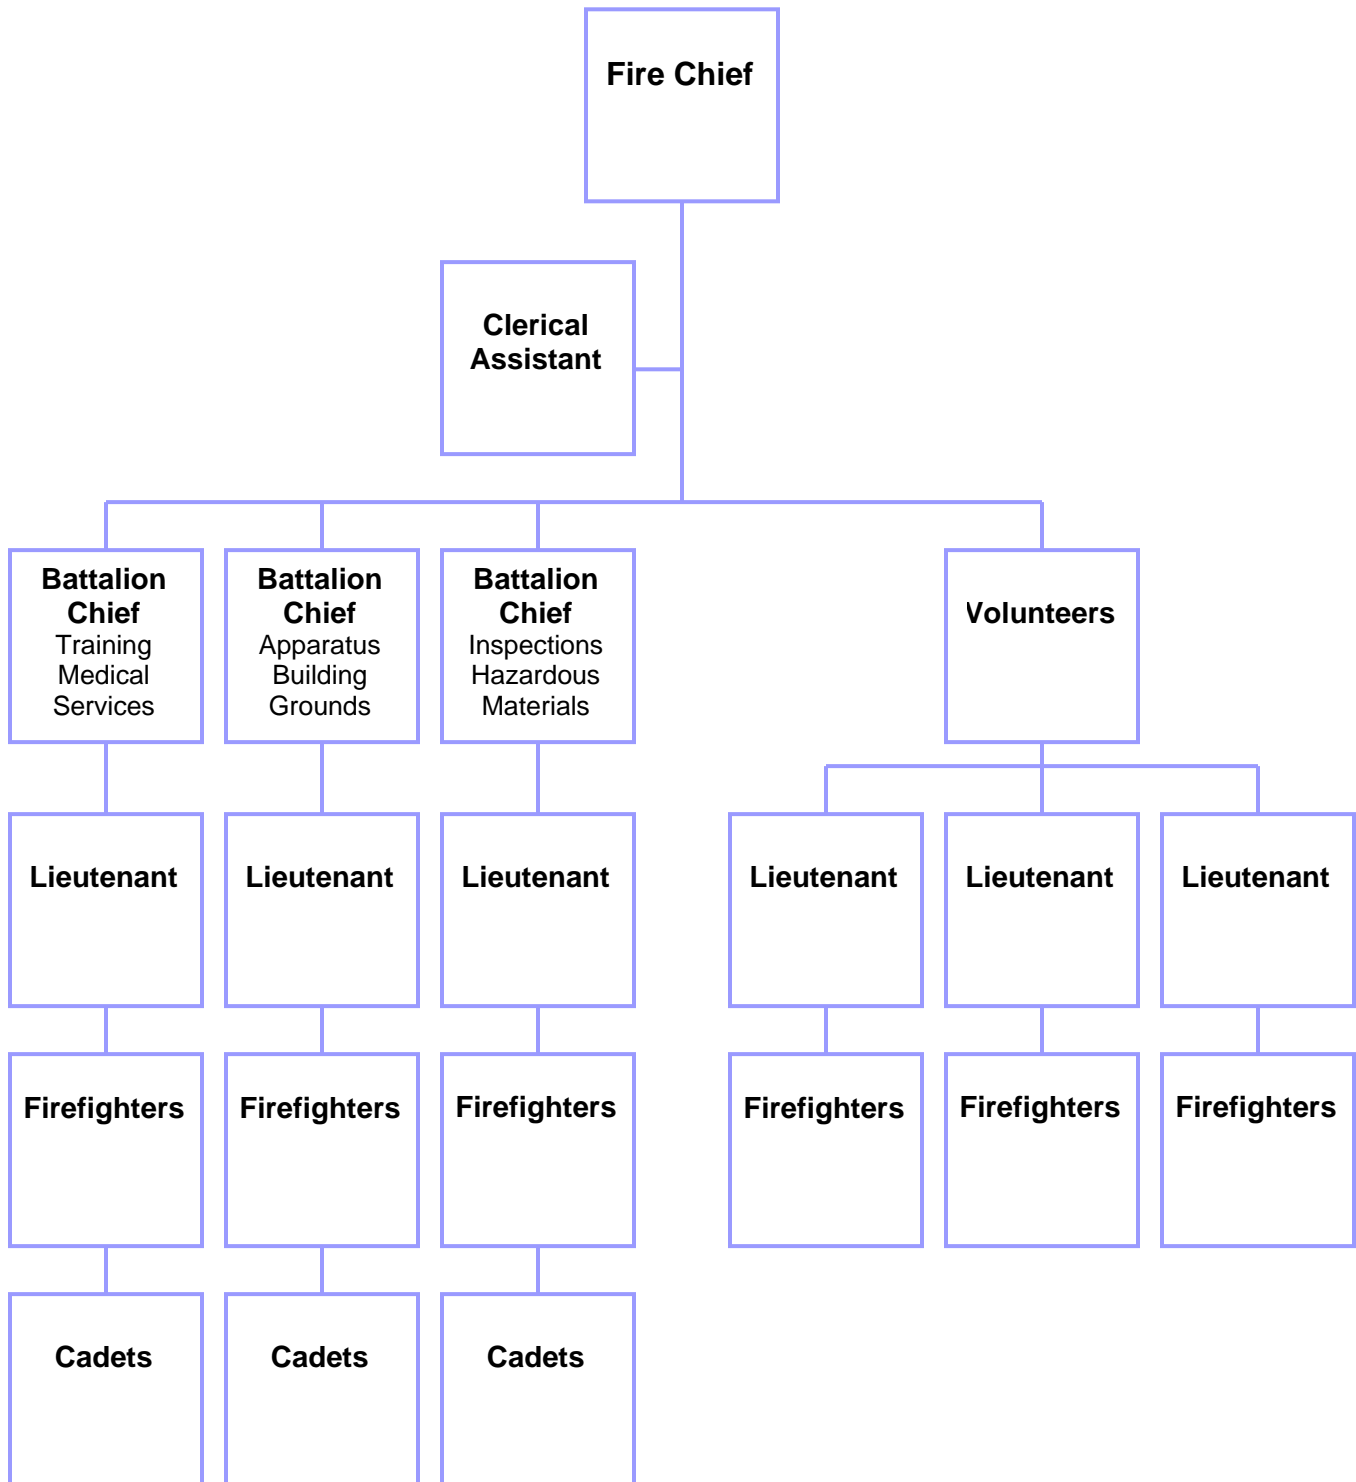 Fire Chief
Clerical
Assistant
Battalion
Chief
Training
Medical
Services
Battalion
Chief
Apparatus
Building
Grounds
Battalion
Chief
Inspections
Hazardous
Materials
Volunteers
Lieutenant
Lieutenant
Lieutenant
Lieutenant
Lieutenant
Lieutenant
Firefighters
Firefighters
Firefighters
Firefighters
Firefighters
Firefighters
Cadets
Cadets
Cadets